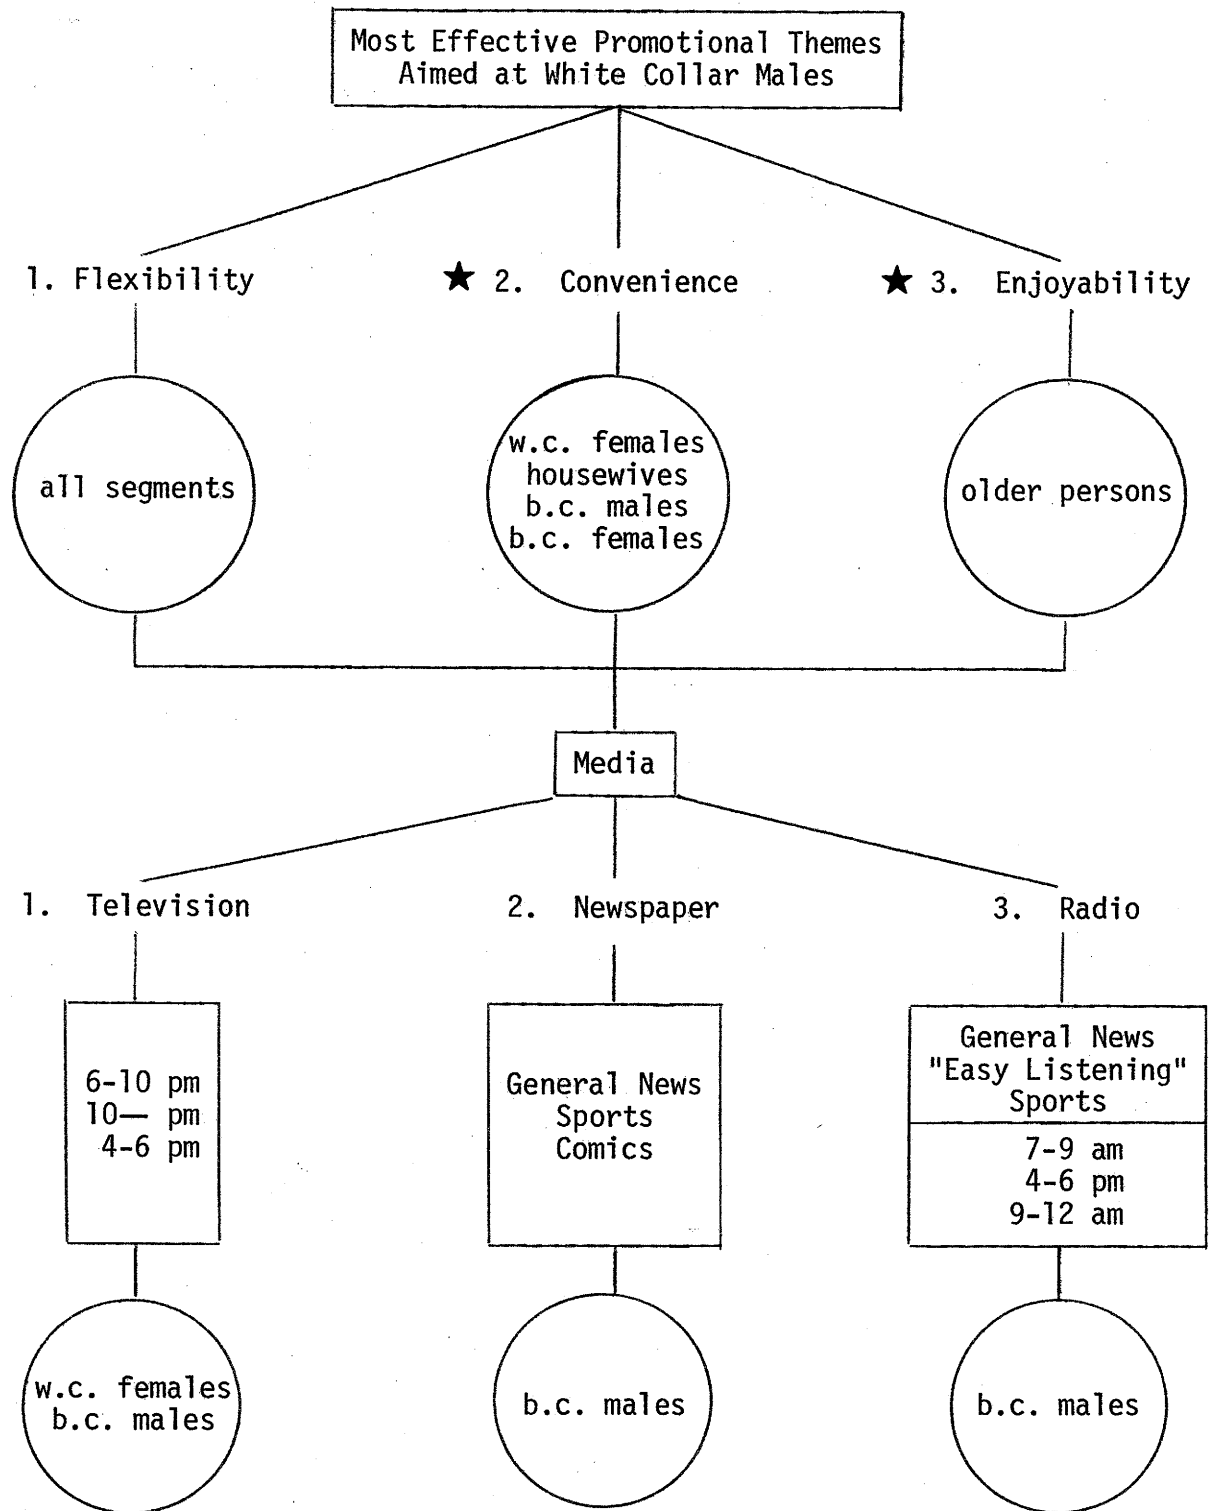 Most Effective Promotional Themes
Aimed at White Collar Males
1. Flexibility
★ 2. Convenience
★ 3. Enjoyability
all segments
w.c. females
housewives
b.c. males
b.c. females
older persons
Media
1. Television
2. Newspaper
3. Radio
6-10 pm
10— pm
4-6 pm
General News
Sports
Comics
General News
"Easy Listening"
Sports
7-9 am
4-6 pm
9-12 am
w.c. females
b.c. males
b.c. males
b.c. males